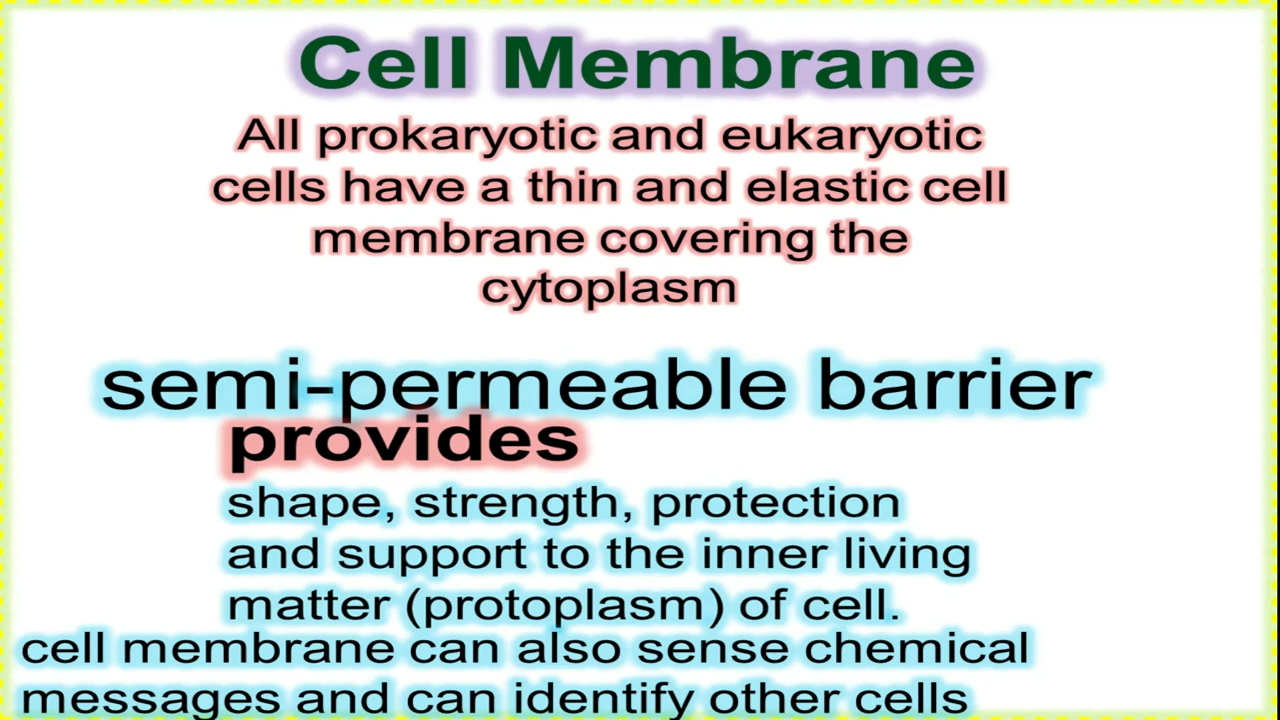 Cell Membrane
All prokaryotic and eukaryotic
cells have a thin and elastic cell
membrane covering the
cytoplasm
semi-permeable barrier
provides
shape, strength, protection
and support to the inner living
matter (protoplasm) of cell.
cell membrane can also sense chemical
messages and can identify other cells